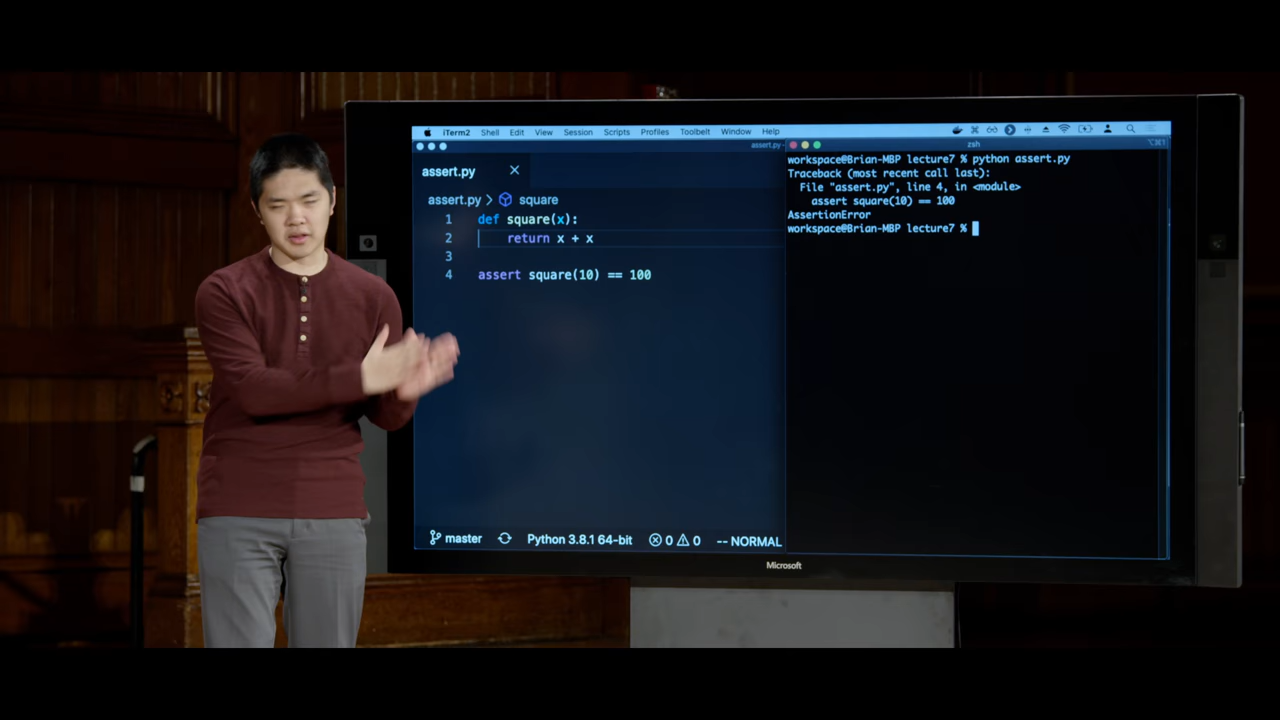 iTerm2 Shell Edit View Session Scripts Profiles Toolbelt Window Help
assert.py - zsh
assert.py
assert.py > square
1 def square(x):
2 return x + x
3
4 assert square(10) == 100
master Python 3.8.1 64-bit 0 0 -- NORMAL
workspace@Brian-MBP lecture7 % python assert.py
Traceback (most recent call last):
File "assert.py", line 4, in <module>
assert square(10) == 100
AssertionError
workspace@Brian-MBP lecture7 %
Microsoft